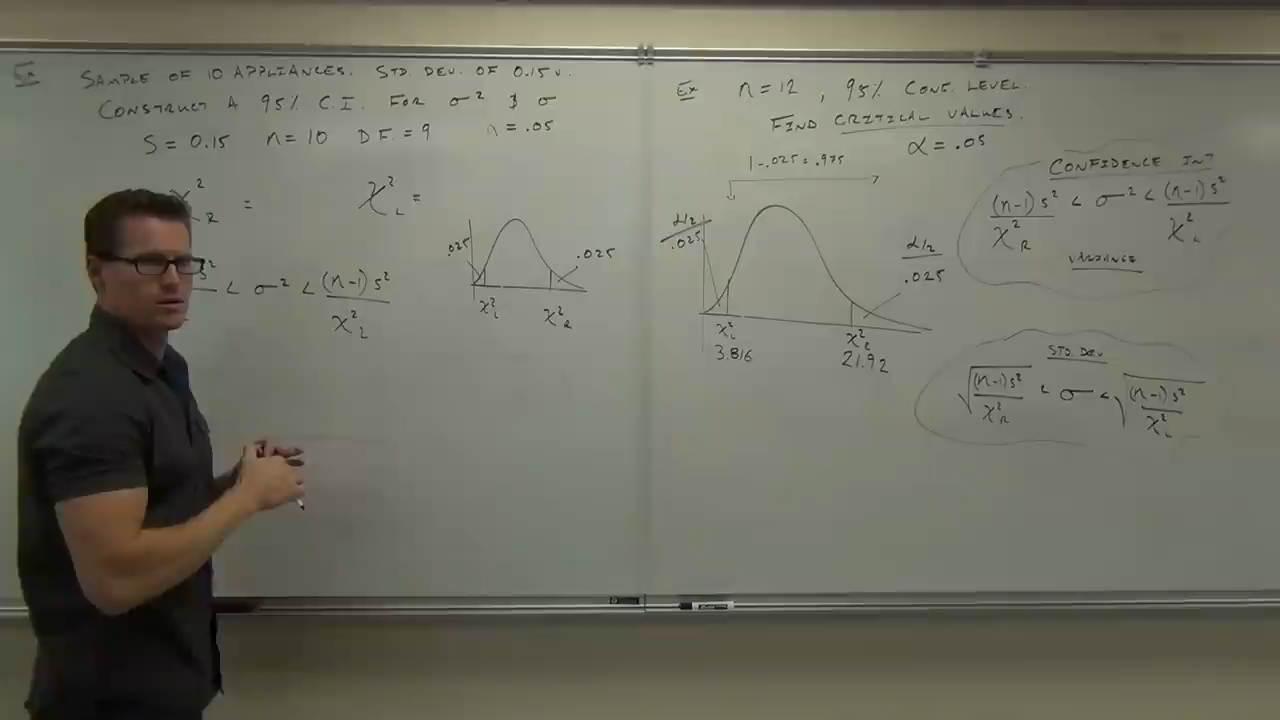 Ex SAMPLE OF 10 APPLIANCES. STD. DEV. OF 0.15 V.
CONSTRUCT A 95% C.I. FOR σ² & σ
S = 0.15 n = 10 D.F. = 9 α = .05
χ²R = χ²L =
s² < σ² < (n-1) s² / χ²L
.025 .025
χ²L χ²R
Ex n = 12 , 95% CONF. LEVEL.
FIND CRITICAL VALUES.
α = .05
1 - .025 = .975
α/2 .025
α/2 .025
χ²L χ²R
3.816 21.92
CONFIDENCE INT
(n-1) s² / χ²R < σ² < (n-1) s² / χ²L
VARIANCE
STD. DEV
√((n-1) s² / χ²R) < σ < √((n-1) s² / χ²L)